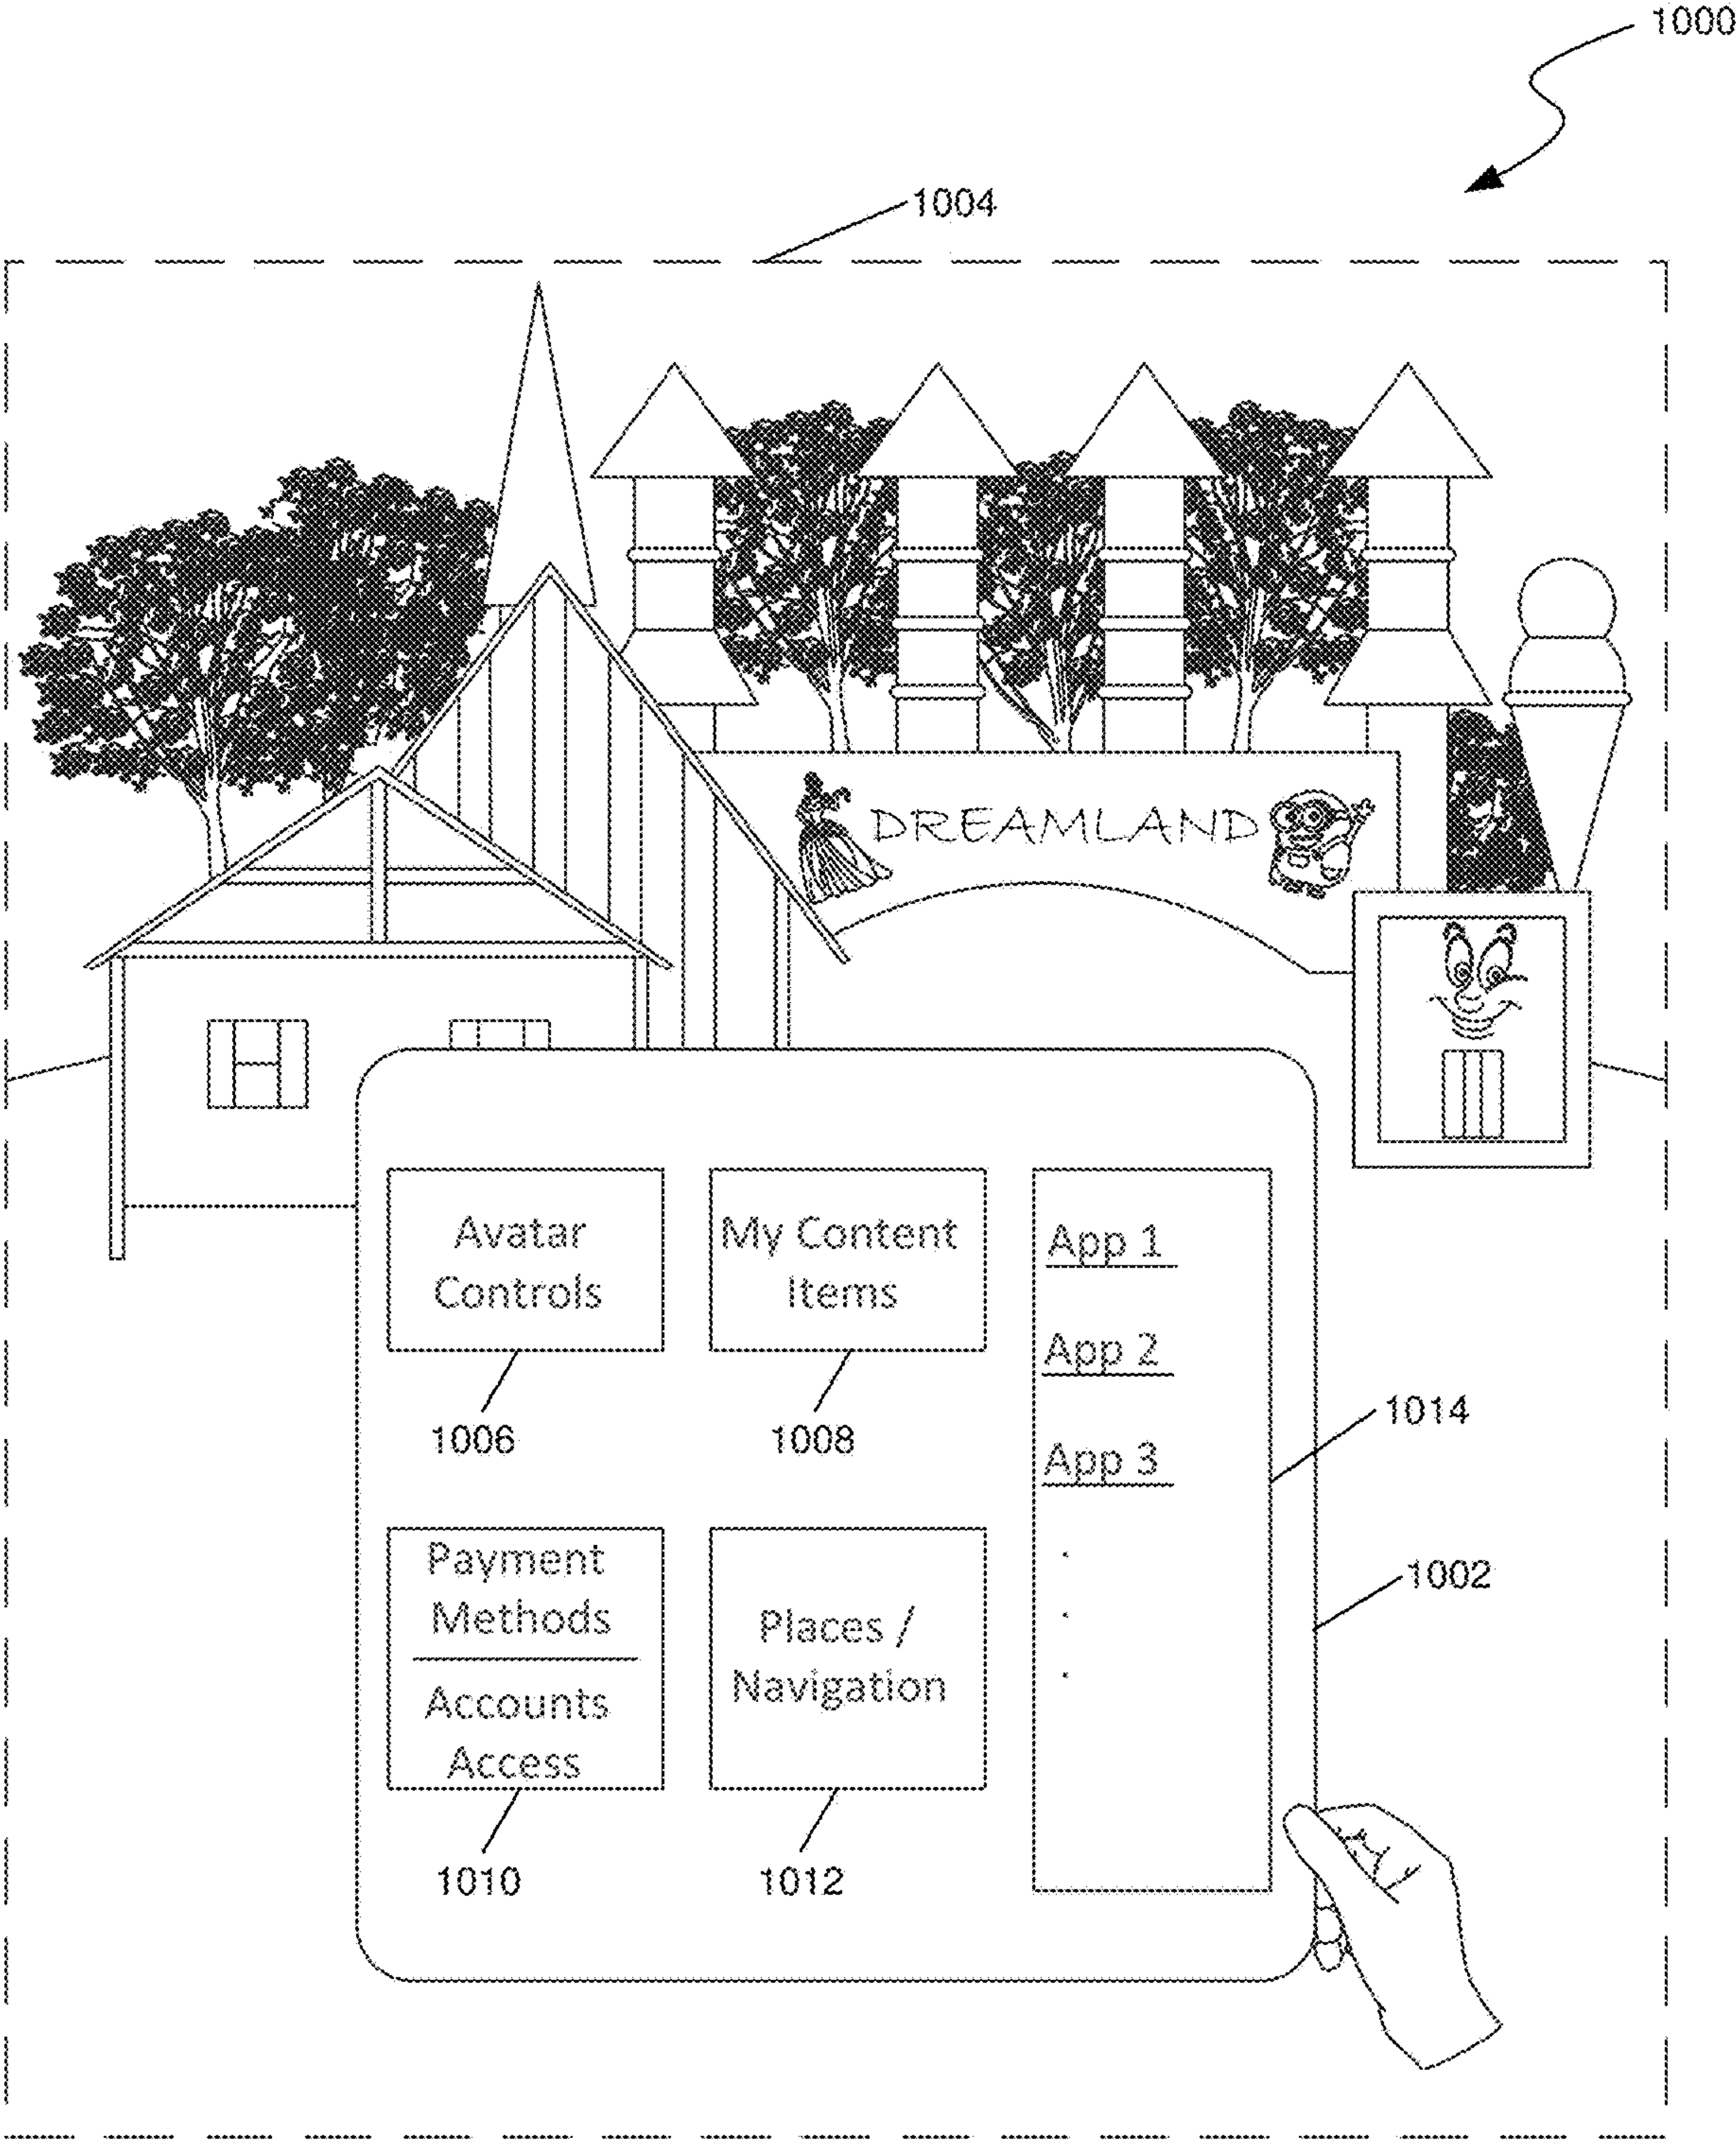 1000
1004
DREAMLAND
Avatar
Controls
1006
My Content
Items
1008
App 1
App 2
App 3
.
.
.
1014
1002
Payment
Methods
Accounts
Access
1010
Places /
Navigation
1012